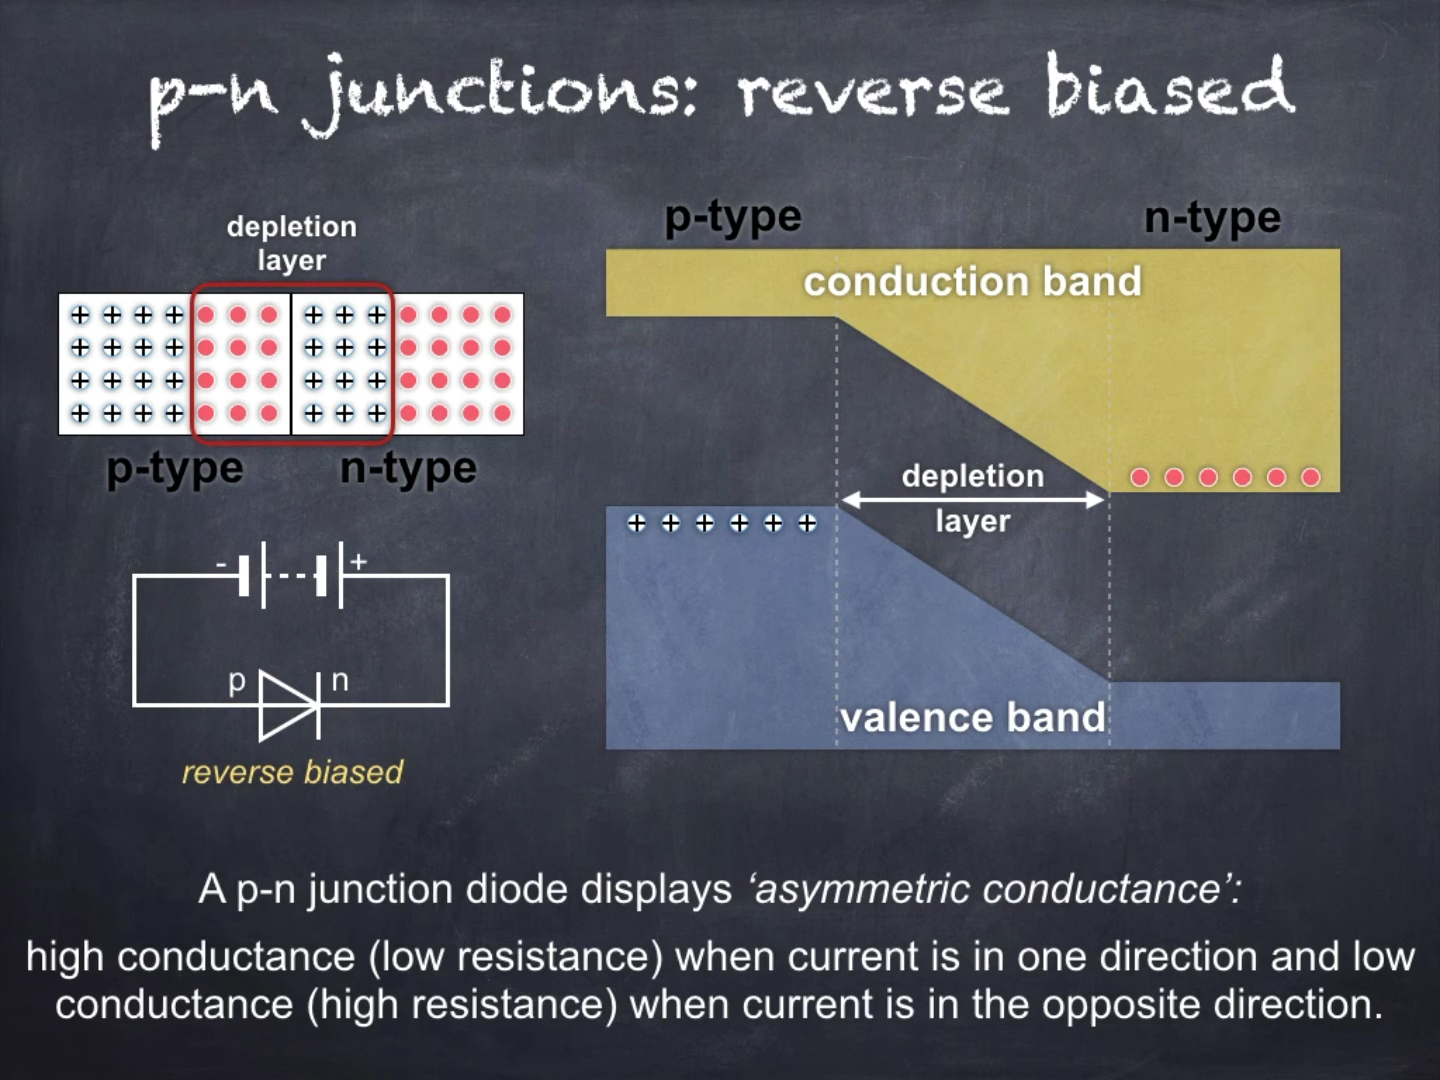 p-n junctions: reverse biased
depletion
layer
p-type
n-type
-
+
p
n
reverse biased
p-type
n-type
conduction band
depletion
layer
valence band
A p-n junction diode displays ‘asymmetric conductance’:
high conductance (low resistance) when current is in one direction and low
conductance (high resistance) when current is in the opposite direction.